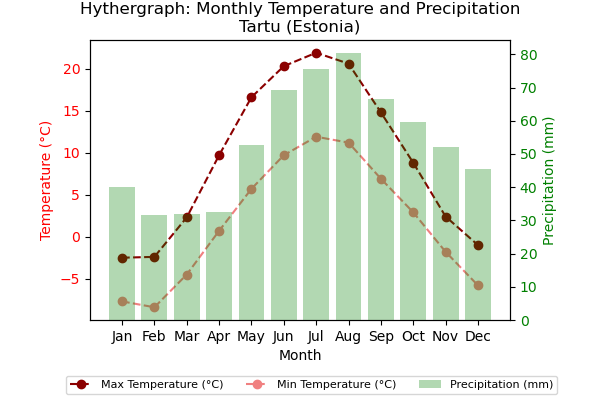 Hythergraph: Monthly Temperature and Precipitation
Tartu (Estonia)
Temperature (°C)
20
15
10
5
0
−5
80
70
60
50
40
30
20
10
0
Precipitation (mm)
Jan Feb Mar Apr May Jun Jul Aug Sep Oct Nov Dec
Month
Max Temperature (°C) Min Temperature (°C) Precipitation (mm)